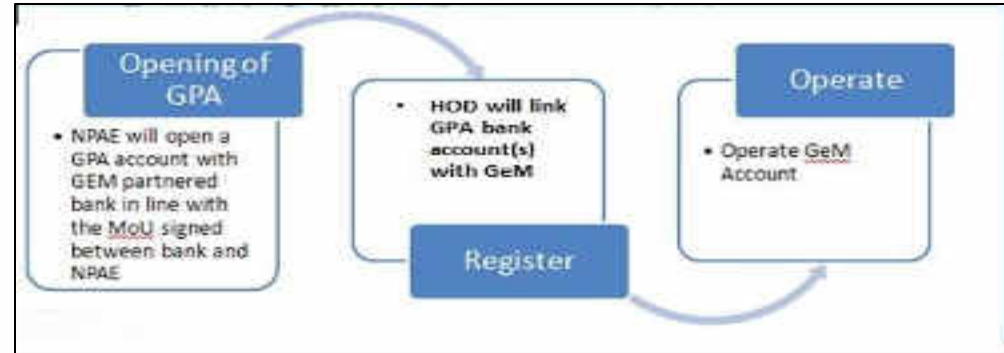 Opening of
GPA
• NPAE will open a
GPA account with
GEM partnered
bank in line with
the MoU signed
between bank and
NPAE
• HOD will link
GPA bank
account(s)
with GeM
Register
Operate
• Operate GeM
Account